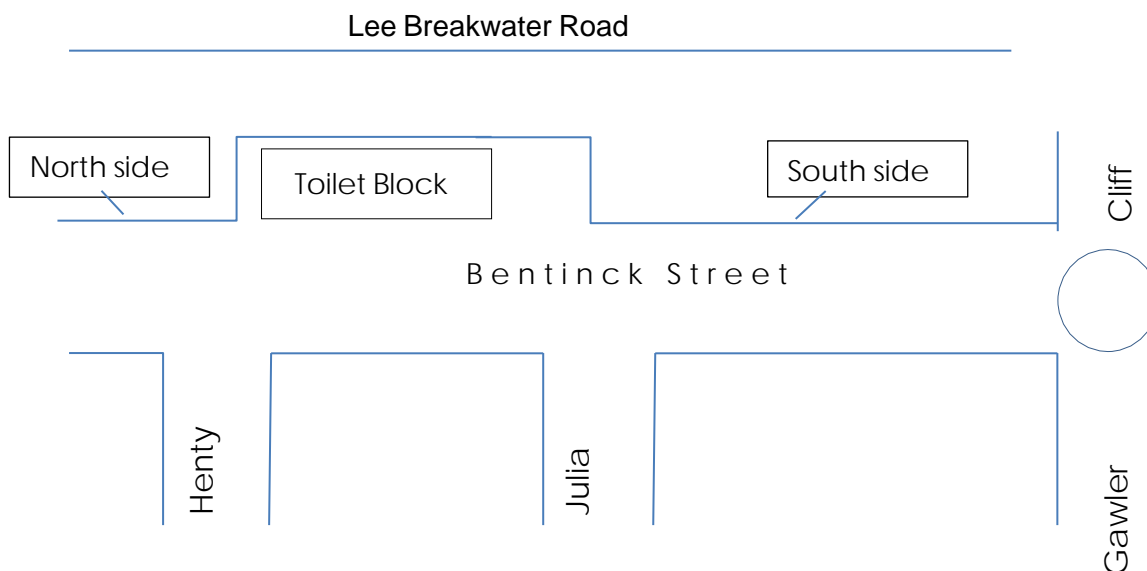 Lee Breakwater Road
North side
Toilet Block
South side
Cliff
Bentinck Street
Henty
Julia
Gawler